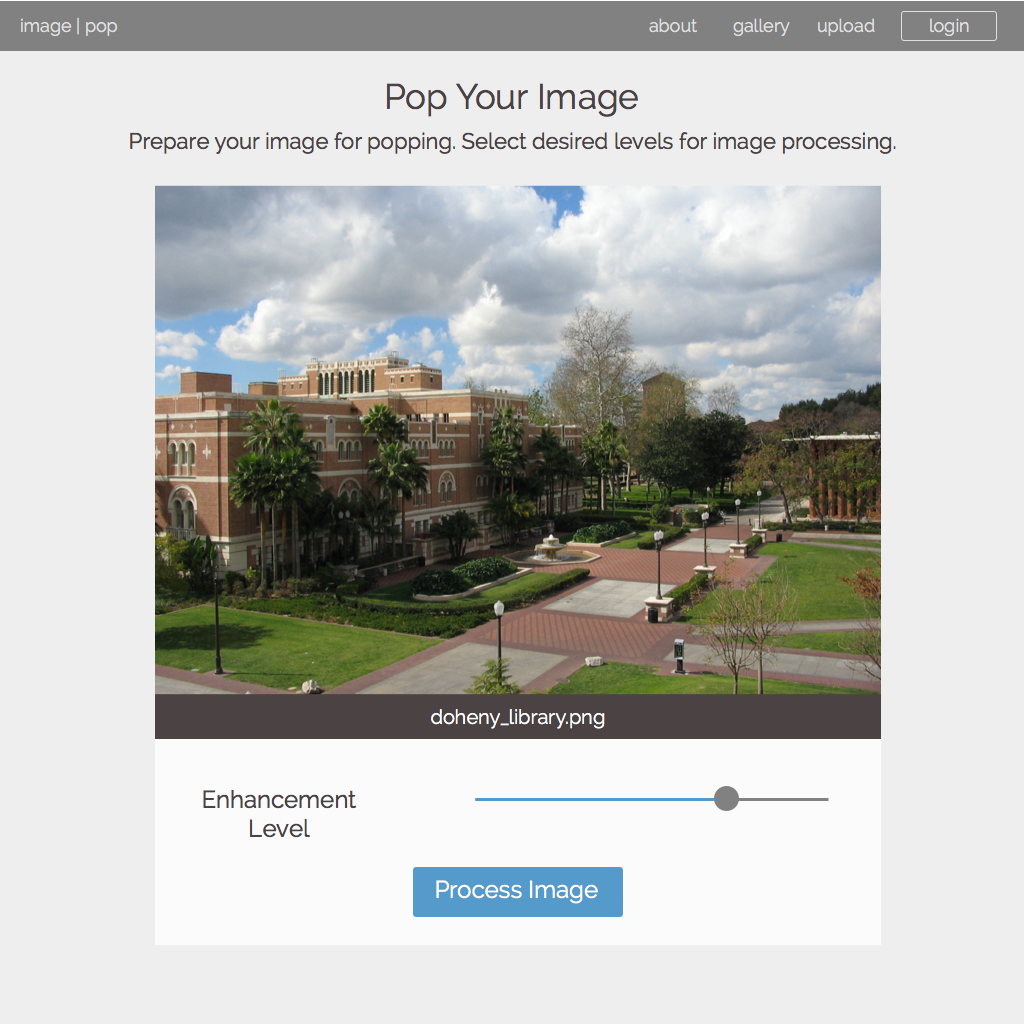 image | pop about gallery upload login
Pop Your Image
Prepare your image for popping. Select desired levels for image processing.
doheny_library.png
Enhancement
Level
Process Image